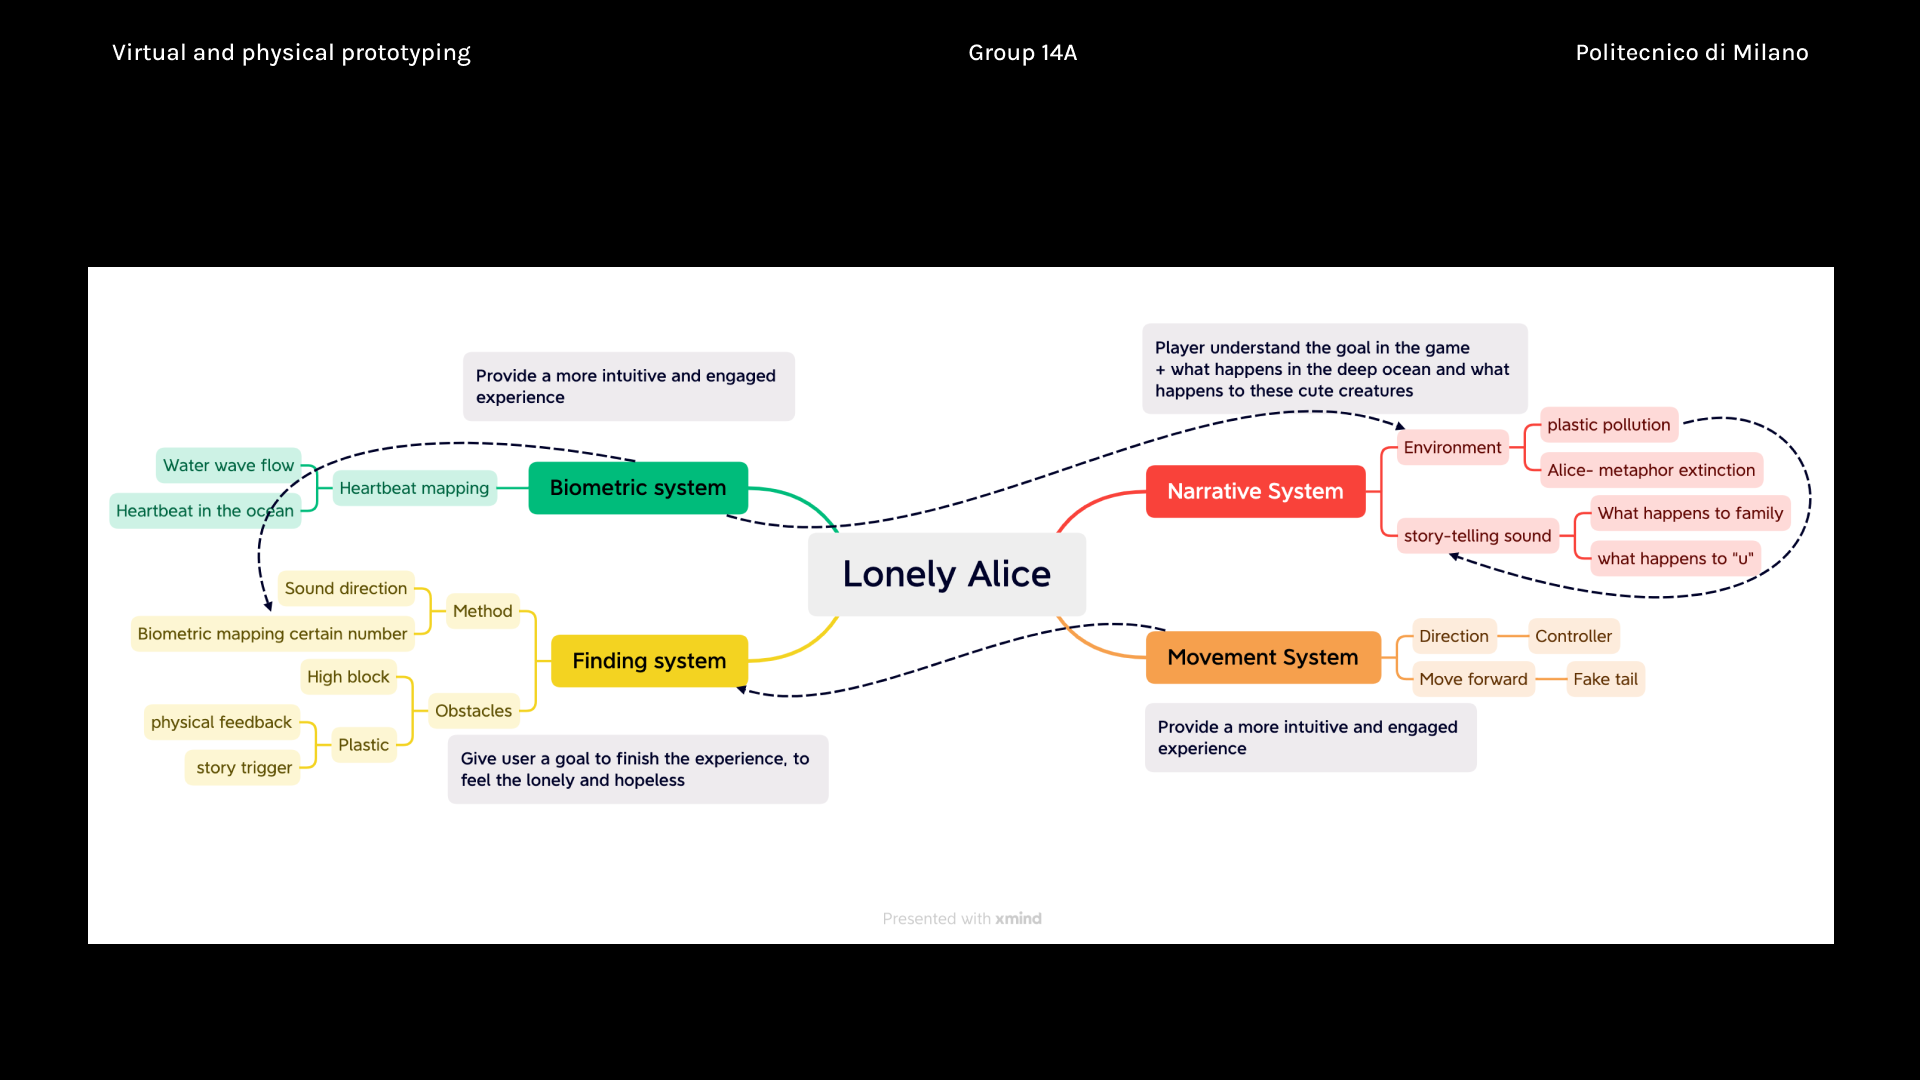 Virtual and physical prototyping
Group 14A
Politecnico di Milano
Provide a more intuitive and engaged
experience
Water wave flow
Heartbeat in the ocean
Heartbeat mapping
Biometric system
Sound direction
Biometric mapping certain number
Method
High block
physical feedback
story trigger
Plastic
Obstacles
Finding system
Give user a goal to finish the experience, to
feel the lonely and hopeless
Lonely Alice
Player understand the goal in the game
+ what happens in the deep ocean and what
happens to these cute creatures
Narrative System
Environment
plastic pollution
Alice- metaphor extinction
story-telling sound
What happens to family
what happens to "u"
Movement System
Direction
Controller
Move forward
Fake tail
Provide a more intuitive and engaged
experience
Presented with xmind